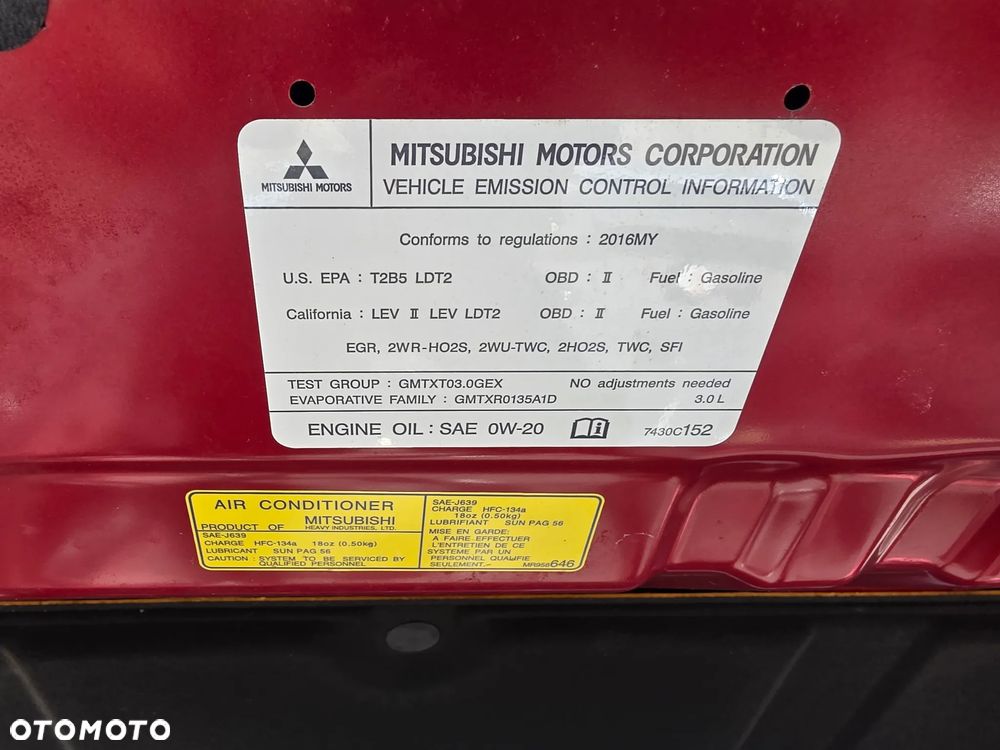 MITSUBISHI MOTORS
MITSUBISHI MOTORS CORPORATION
VEHICLE EMISSION CONTROL INFORMATION
Conforms to regulations : 2016MY
U.S. EPA : T2B5 LDT2 OBD : II Fuel : Gasoline
California : LEV II LEV LDT2 OBD : II Fuel : Gasoline
EGR, 2WR-HO2S, 2WU-TWC, 2HO2S, TWC, SFI
TEST GROUP : GMTXT03.0GEX NO adjustments needed
EVAPORATIVE FAMILY : GMTXR0135A1D 3.0 L
ENGINE OIL : SAE 0W-20 7430C152
AIR CONDITIONER
PRODUCT OF MITSUBISHI
HEAVY INDUSTRIES, LTD.
SAE-J639
CHARGE HFC-134a 18oz (0.50kg)
LUBRICANT SUN PAG 56
CAUTION : SYSTEM TO BE SERVICED BY
QUALIFIED PERSONNEL
SAE-J639
CHARGE HFC-134a
18oz (0.50kg)
LUBRIFIANT SUN PAG 56
MISE EN GARDE:
A FAIRE EFFECTUER
L'ENTRETIEN DE CE
SYSTEME PAR UN
PERSONNEL QUALIFIE
SEULEMENT.- MR958646
OTOMOTO